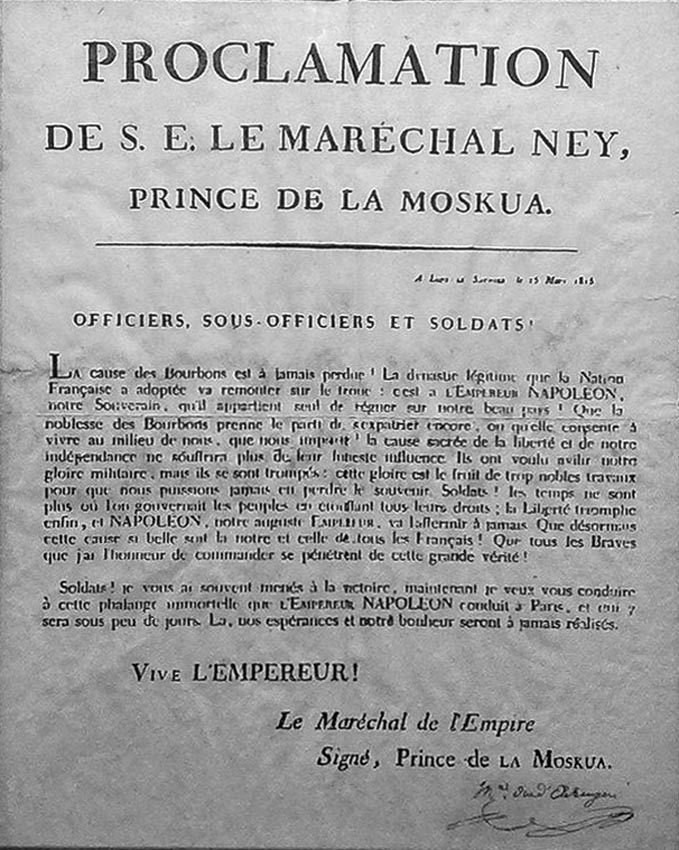 PROCLAMATION
DE S. E. LE MARÉCHAL NEY,
PRINCE DE LA MOSKUA.
A Lons le 15 Mars 1815
OFFICIERS, SOUS-OFFICIERS ET SOLDATS!
LA cause des Bourbons est à jamais perdue! La dynastie légitime que la Nation
Française a adoptée va remonter sur le trône : c'est a L'EMPEREUR NAPOLÉON,
notre Souverain, qu'il appartient seul de régner sur notre beau pays! Que la
noblesse des Bourbons prenne le parti de s'expatrier encore, ou qu'elle consente à
vivre au milieu de nous, que nous importe! la cause sacrée de la liberté et de notre
indépendance ne souffrira plus de leur funeste influence. Ils ont voulu avilir notre
gloire militaire, mais ils se sont trompés : cette gloire est le fruit de trop nobles travaux
pour que nous puissions jamais en perdre le souvenir. Soldats! les temps ne sont
plus où l'on gouvernait les peuples en étouffant tous leurs droits ; la Liberté triomphe
enfin, et NAPOLÉON, notre auguste EMPEREUR, va l'affermir à jamais. Que désormais
cette cause si belle soit la notre et celle de tous les Français! Que tous les Braves
que j'ai l'honneur de commander se pénètrent de cette grande vérité!
Soldats! je vous ai souvent menés à la victoire, maintenant je veux vous conduire
à cette phalange immortelle que L'EMPEREUR NAPOLÉON conduit à Paris, et qui y
sera sous peu de jours. La, nos espérances et notre bonheur seront à jamais réalisés.
VIVE L'EMPEREUR!
Le Maréchal de l'Empire
Signé, Prince de LA MOSKUA.